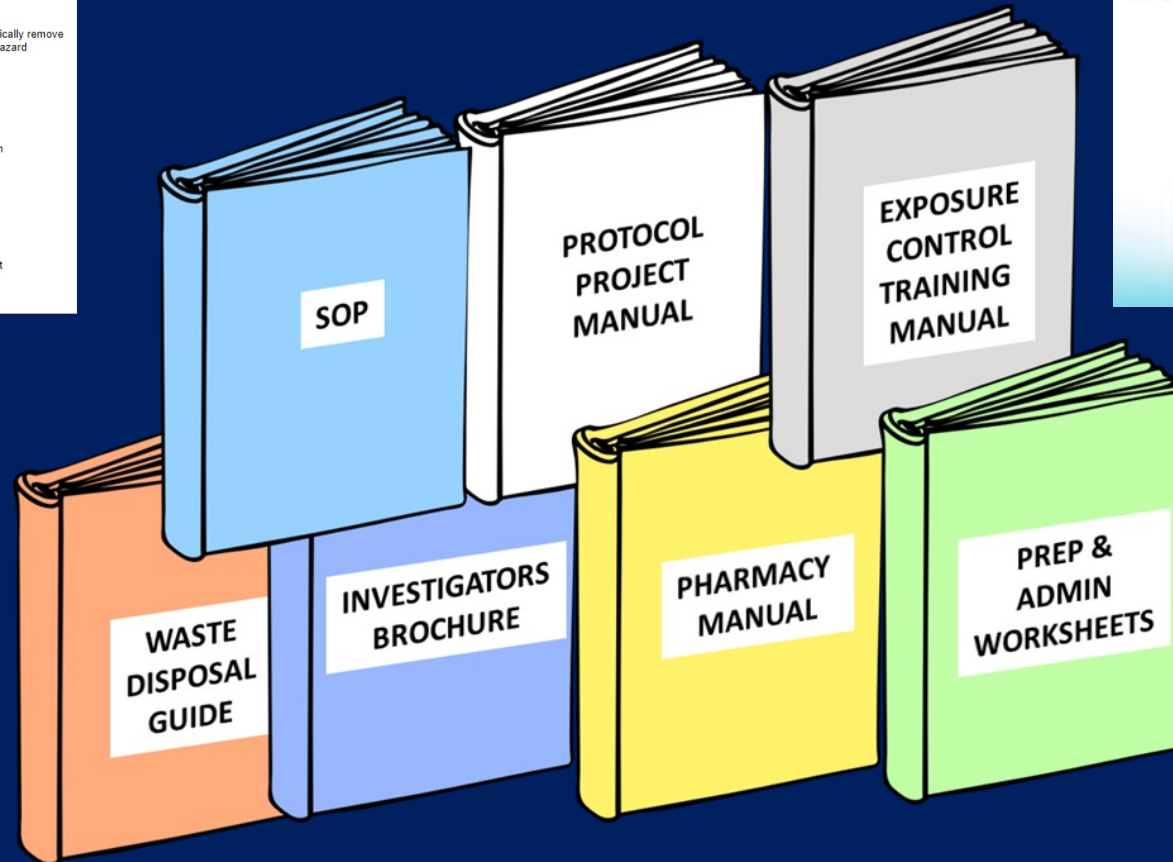 ically remove
azard
n
t
SOP
PROTOCOL
PROJECT
MANUAL
EXPOSURE
CONTROL
TRAINING
MANUAL
WASTE
DISPOSAL
GUIDE
INVESTIGATORS
BROCHURE
PHARMACY
MANUAL
PREP &
ADMIN
WORKSHEETS